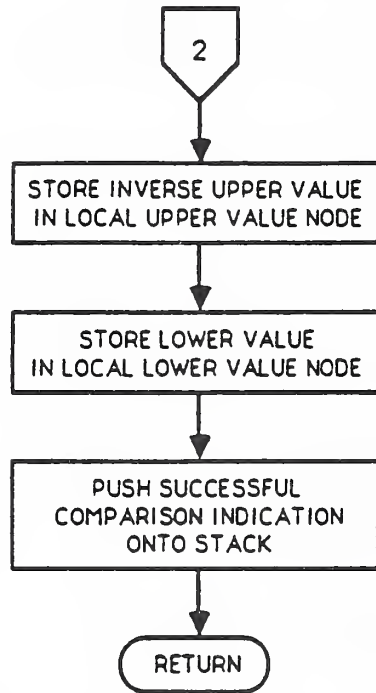 2
STORE INVERSE UPPER VALUE
IN LOCAL UPPER VALUE NODE
STORE LOWER VALUE
IN LOCAL LOWER VALUE NODE
PUSH SUCCESSFUL
COMPARISON INDICATION
ONTO STACK
RETURN